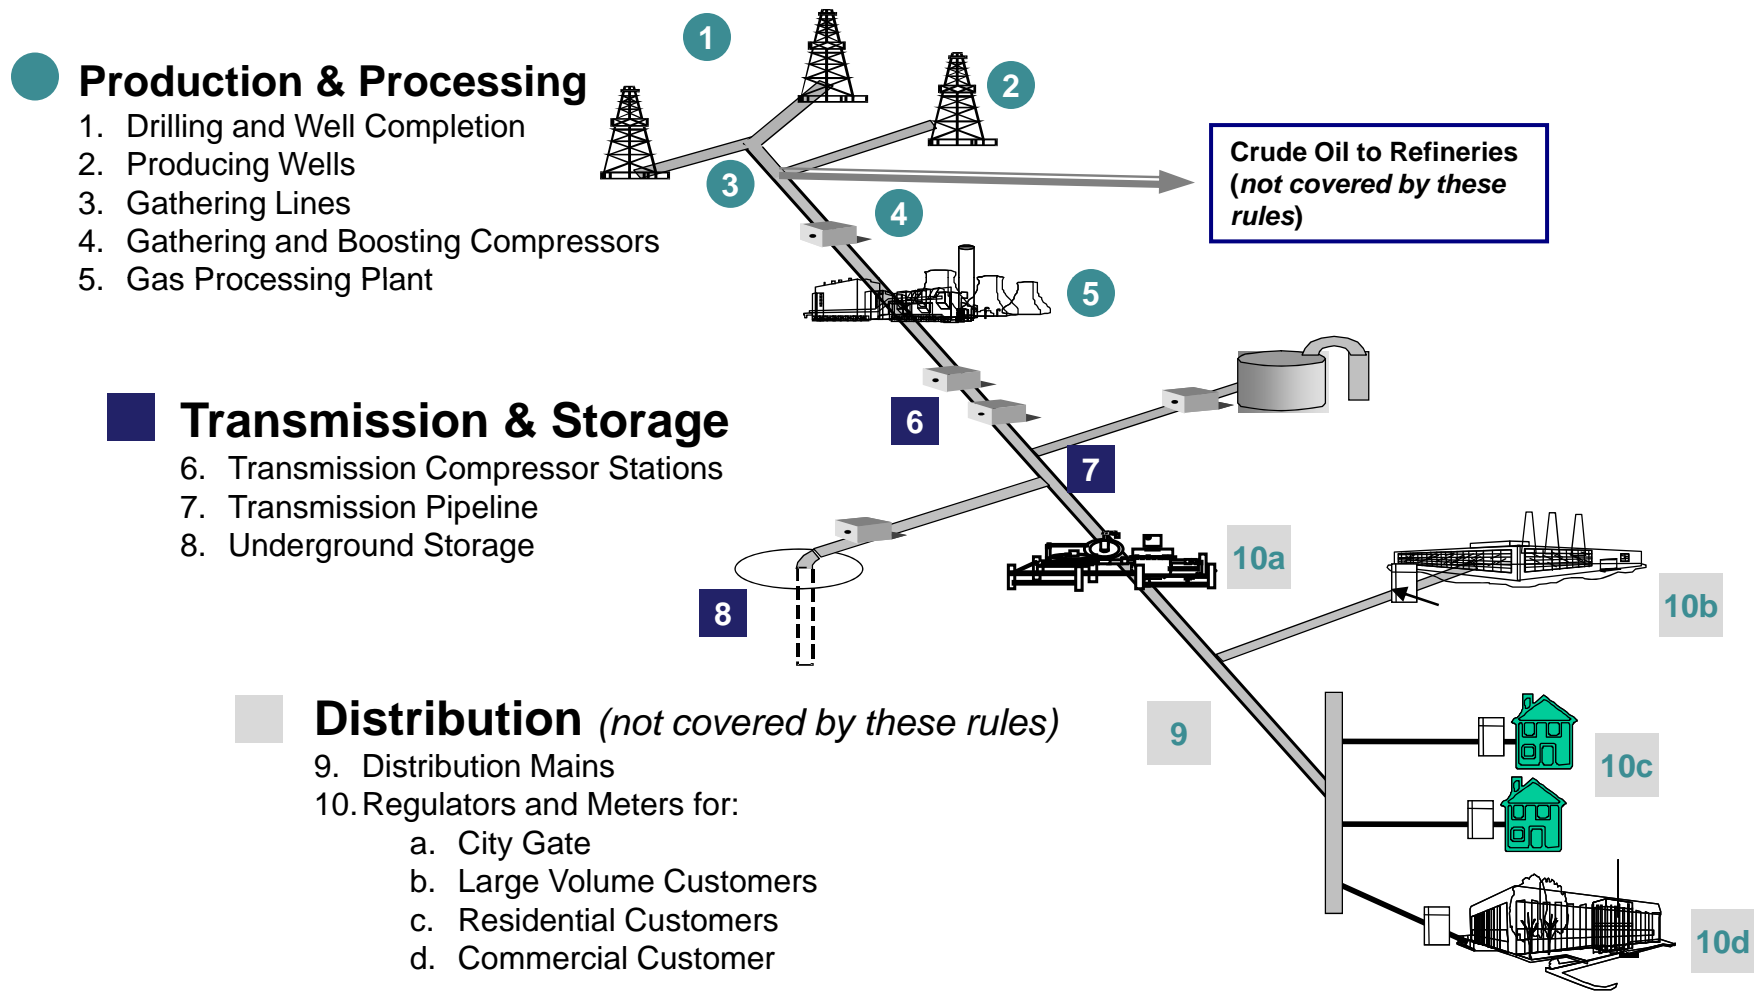 Production & Processing
1. Drilling and Well Completion
2. Producing Wells
3. Gathering Lines
4. Gathering and Boosting Compressors
5. Gas Processing Plant
1
2
3
4
5
Crude Oil to Refineries
(not covered by these
rules)
Transmission & Storage
6. Transmission Compressor Stations
7. Transmission Pipeline
8. Underground Storage
6
7
8
10a
10b
Distribution (not covered by these rules)
9. Distribution Mains
10. Regulators and Meters for:
a. City Gate
b. Large Volume Customers
c. Residential Customers
d. Commercial Customer
9
10c
10d